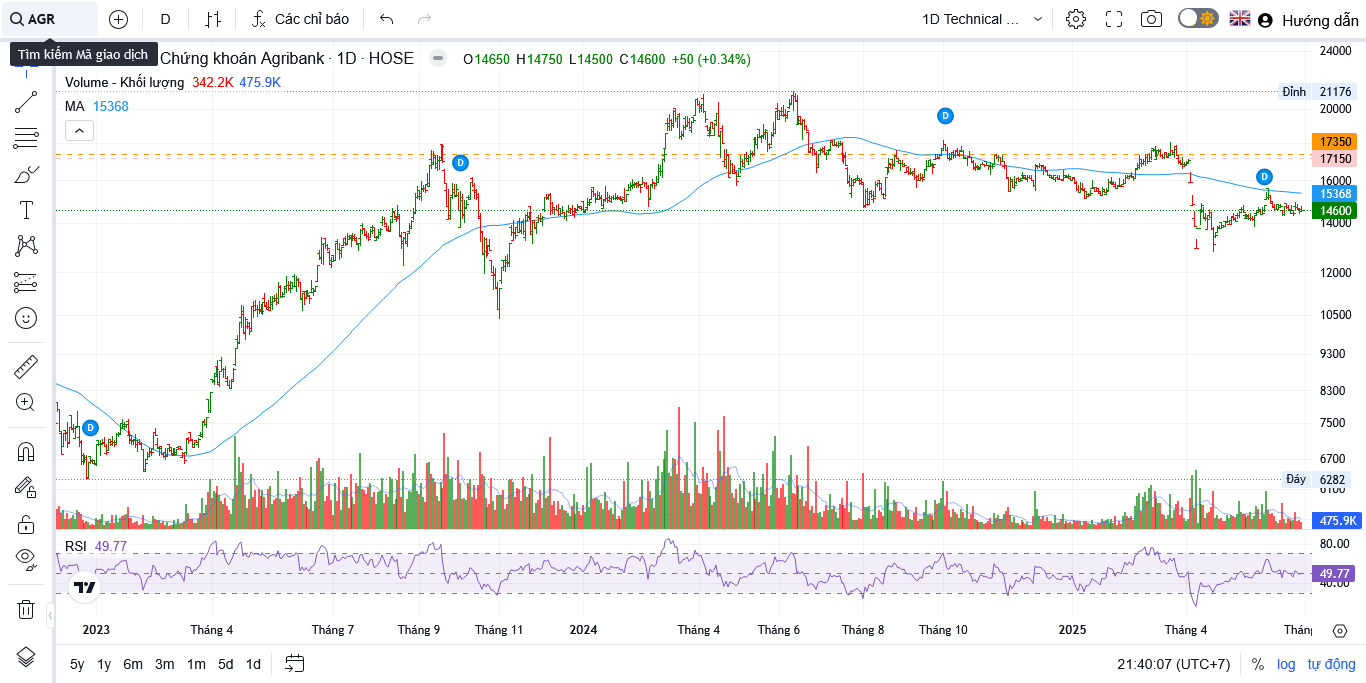 AGR
D
Các chỉ báo
1D Technical ...
Hướng dẫn
Tìm kiếm Mã giao dịch
Chứng khoán Agribank · 1D · HOSE
O14650 H14750 L14500 C14600 +50 (+0.34%)
Volume - Khối lượng 342.2K 475.9K
MA 15368
24000
Đỉnh 21176
20000
17350
17150
16000
15368
14600
14000
12000
10500
9300
8300
7500
6700
Đáy 6282
6100
475.9K
D
D
D
D
RSI 49.77
80.00
49.77
40.00
2023
Tháng 4
Tháng 7
Tháng 9
Tháng 11
2024
Tháng 4
Tháng 6
Tháng 8
Tháng 10
2025
Tháng 4
Thán
5y 1y 6m 3m 1m 5d 1d
21:40:07 (UTC+7)
% log tự động